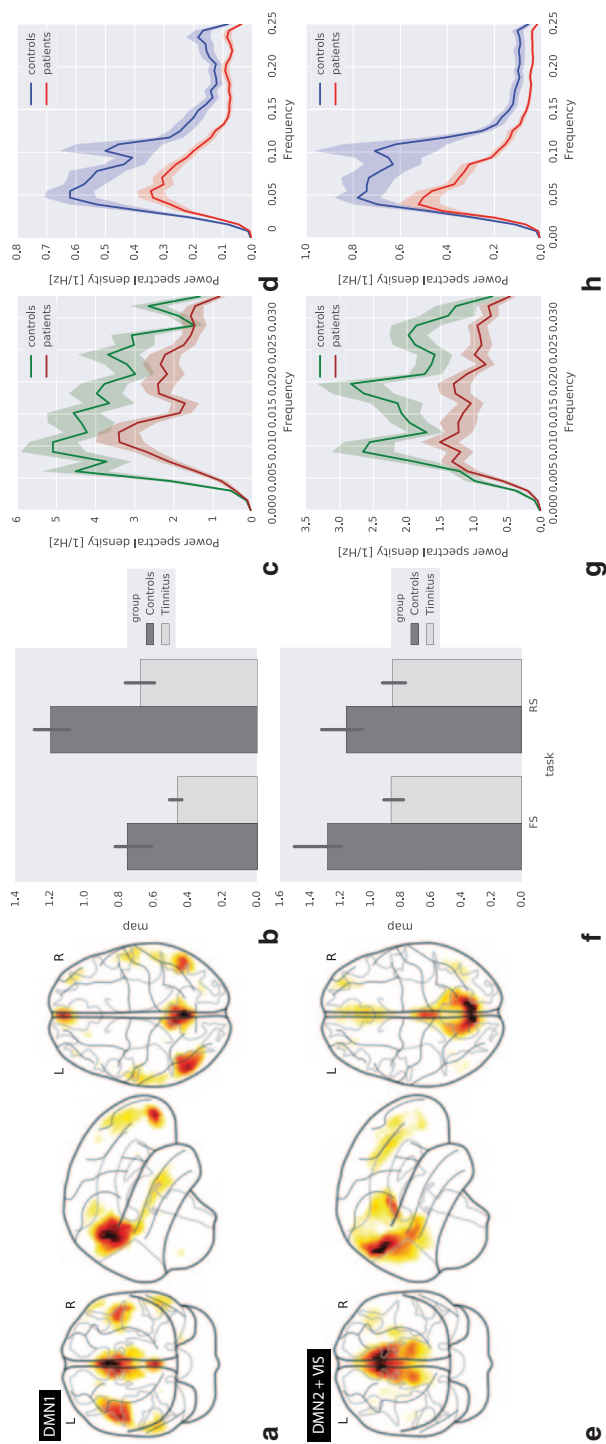 a
DMN1
L
R
L
R
b
map
0.0
0.2
0.4
0.6
0.8
1.0
1.2
1.4
group
Controls
Tinnitus
c
Power spectral density [1/Hz]
0
1
2
3
4
5
6
controls
patients
0.000 0.005 0.010 0.015 0.020 0.025 0.030
Frequency
d
Power spectral density [1/Hz]
0.0
0.1
0.2
0.3
0.4
0.5
0.6
0.7
0.8
controls
patients
0 0.05 0.10 0.15 0.20 0.25
Frequency
e
DMN2 + VIS
L
R
L
R
f
map
0.0
0.2
0.4
0.6
0.8
1.0
1.2
1.4
1.6
group
Controls
Tinnitus
FS RS
task
g
Power spectral density [1/Hz]
0.0
0.5
1.0
1.5
2.0
2.5
3.0
3.5
controls
patients
0.000 0.005 0.010 0.015 0.020 0.025 0.030
Frequency
h
Power spectral density [1/Hz]
0.0
0.2
0.4
0.6
0.8
1.0
controls
patients
0.00 0.05 0.10 0.15 0.20 0.25
Frequency